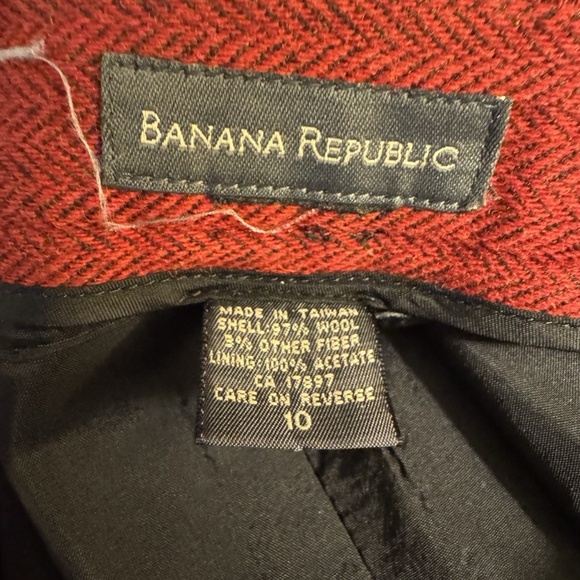 BANANA REPUBLIC
MADE IN TAIWAN
SHELL: 97% WOOL
3% OTHER FIBER
LINING: 100% ACETATE
CA 17897
CARE ON REVERSE
10